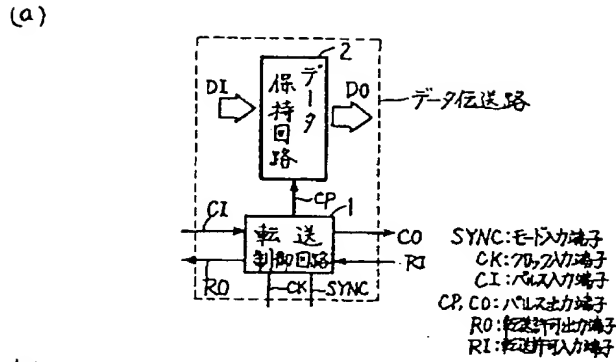 (a)
2
DI
データ
保持回路
DO
データ伝送路
CP
1
CI
転送
制御回路
CO
RI
RO
CK
SYNC
SYNC:モード入力端子
CK:クロック入力端子
CI:パルス入力端子
CP,CO:パルス出力端子
RO:転送許可出力端子
RI:転送許可入力端子